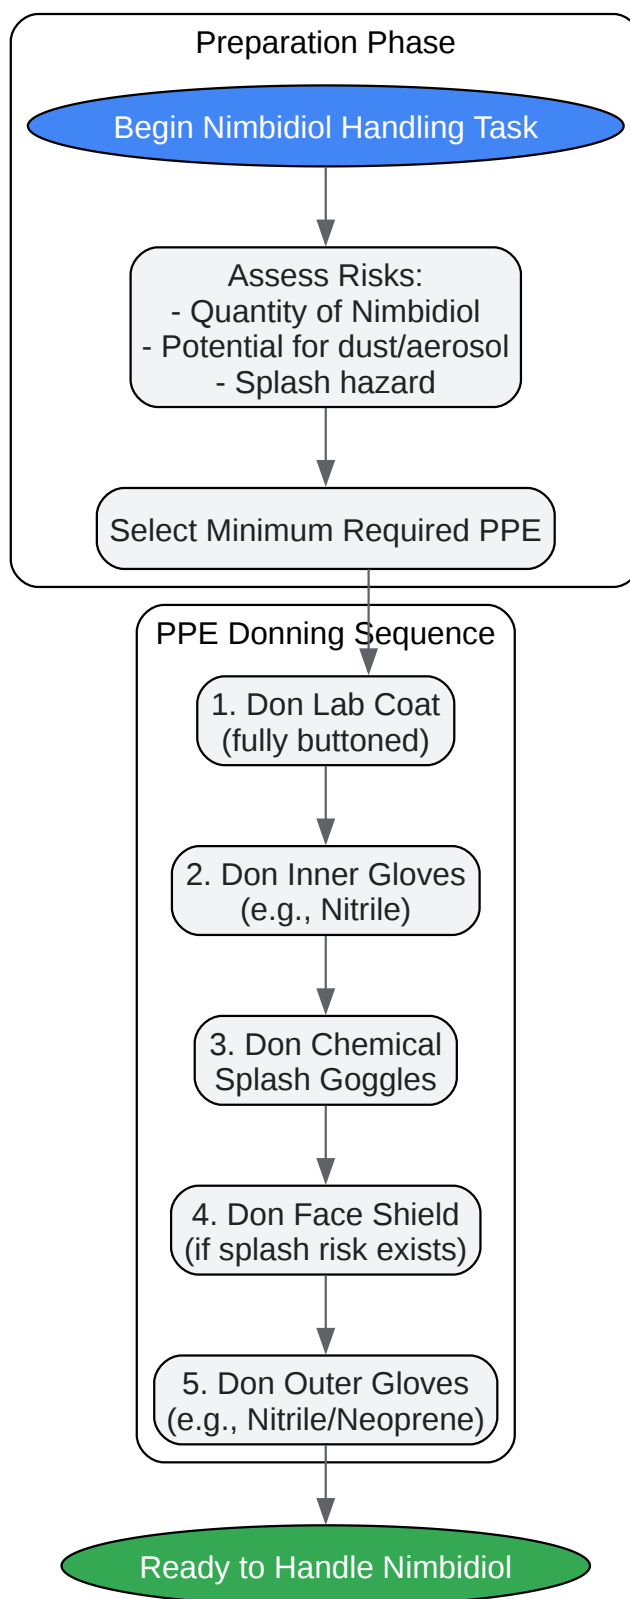 Preparation Phase
Begin Nimbidiol Handling Task
Assess Risks:
- Quantity of Nimbidiol
- Potential for dust/aerosol
- Splash hazard
Select Minimum Required PPE
PPE Donning Sequence
1. Don Lab Coat
(fully buttoned)
2. Don Inner Gloves
(e.g., Nitrile)
3. Don Chemical
Splash Goggles
4. Don Face Shield
(if splash risk exists)
5. Don Outer Gloves
(e.g., Nitrile/Neoprene)
Ready to Handle Nimbidiol